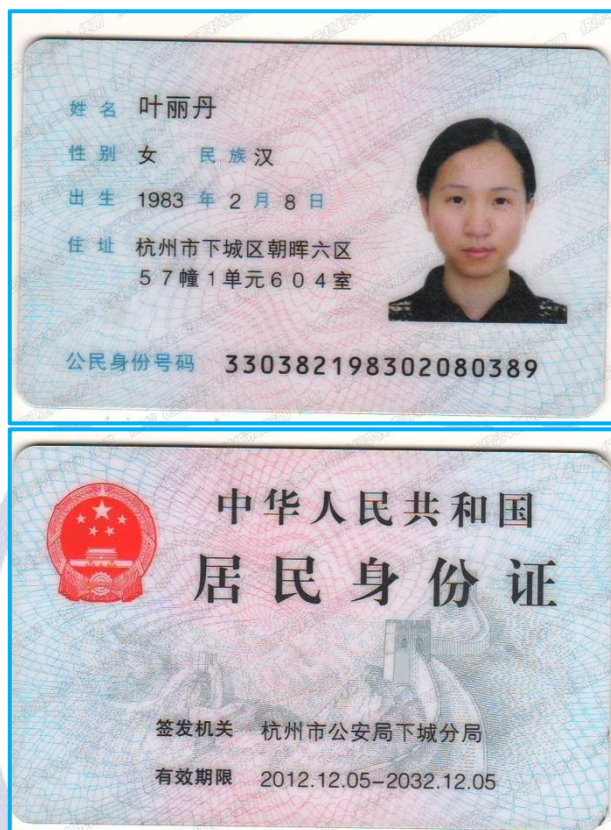 姓名 叶丽丹
性别 女 民族 汉
出生 1983 年 2 月 8 日
住址 杭州市下城区朝晖六区
57幢1单元604室
公民身份号码 330382198302080389
中华人民共和国
居民身份证
签发机关 杭州市公安局下城分局
有效期限 2012.12.05-2032.12.05